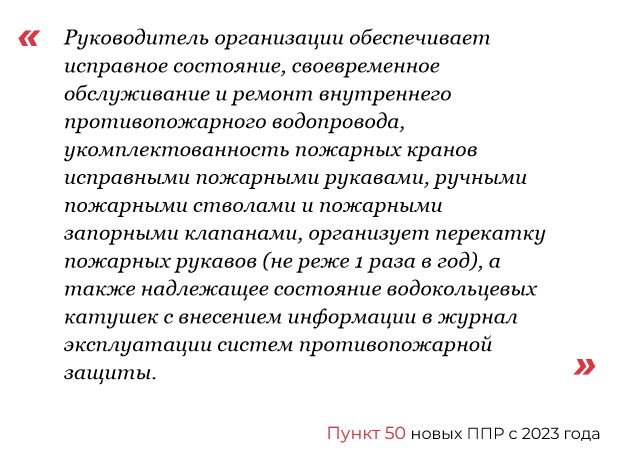 « Руководитель организации обеспечивает
исправное состояние, своевременное
обслуживание и ремонт внутреннего
противопожарного водопровода,
укомплектованность пожарных кранов
исправными пожарными рукавами, ручными
пожарными стволами и пожарными
запорными клапанами, организует перекатку
пожарных рукавов (не реже 1 раза в год), а
также надлежащее состояние водокольцевых
катушек с внесением информации в журнал
эксплуатации систем противопожарной
защиты. »
Пункт 50 новых ППР с 2023 года